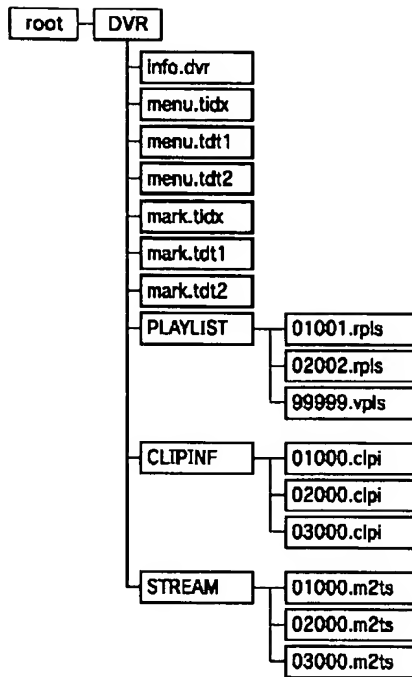 root DVR
info.dvr
menu.tidx
menu.tdt1
menu.tdt2
mark.tidx
mark.tdt1
mark.tdt2
PLAYLIST 01001.rpls
02002.rpls
99999.vpls
CLIPINF 01000.clpi
02000.clpi
03000.clpi
STREAM 01000.m2ts
02000.m2ts
03000.m2ts